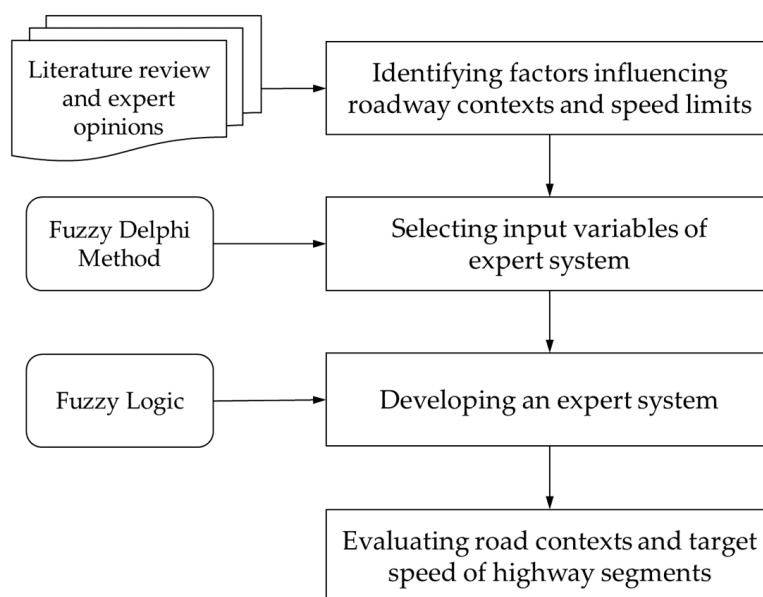 Literature review
and expert
opinions
Identifying factors influencing
roadway contexts and speed limits
Fuzzy Delphi
Method
Selecting input variables of
expert system
Fuzzy Logic
Developing an expert system
Evaluating road contexts and target
speed of highway segments